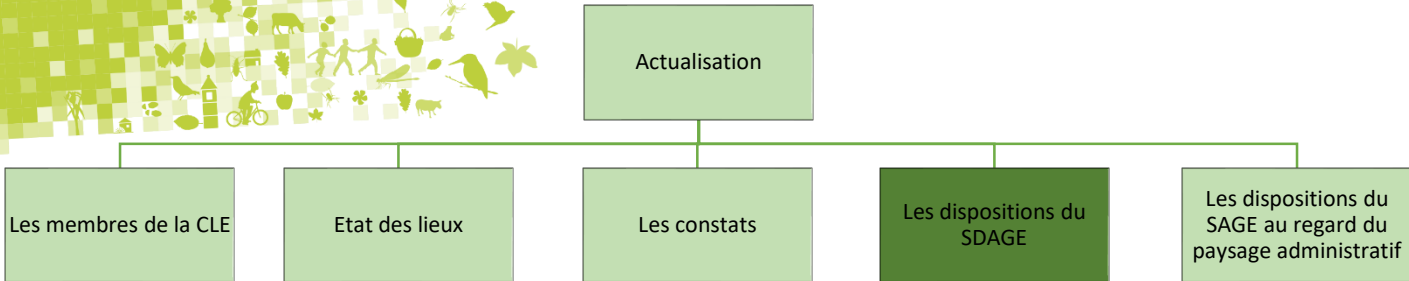 Actualisation
Les membres de la CLE
Etat des lieux
Les constats
Les dispositions du
SDAGE
Les dispositions du
SAGE au regard du
paysage administratif